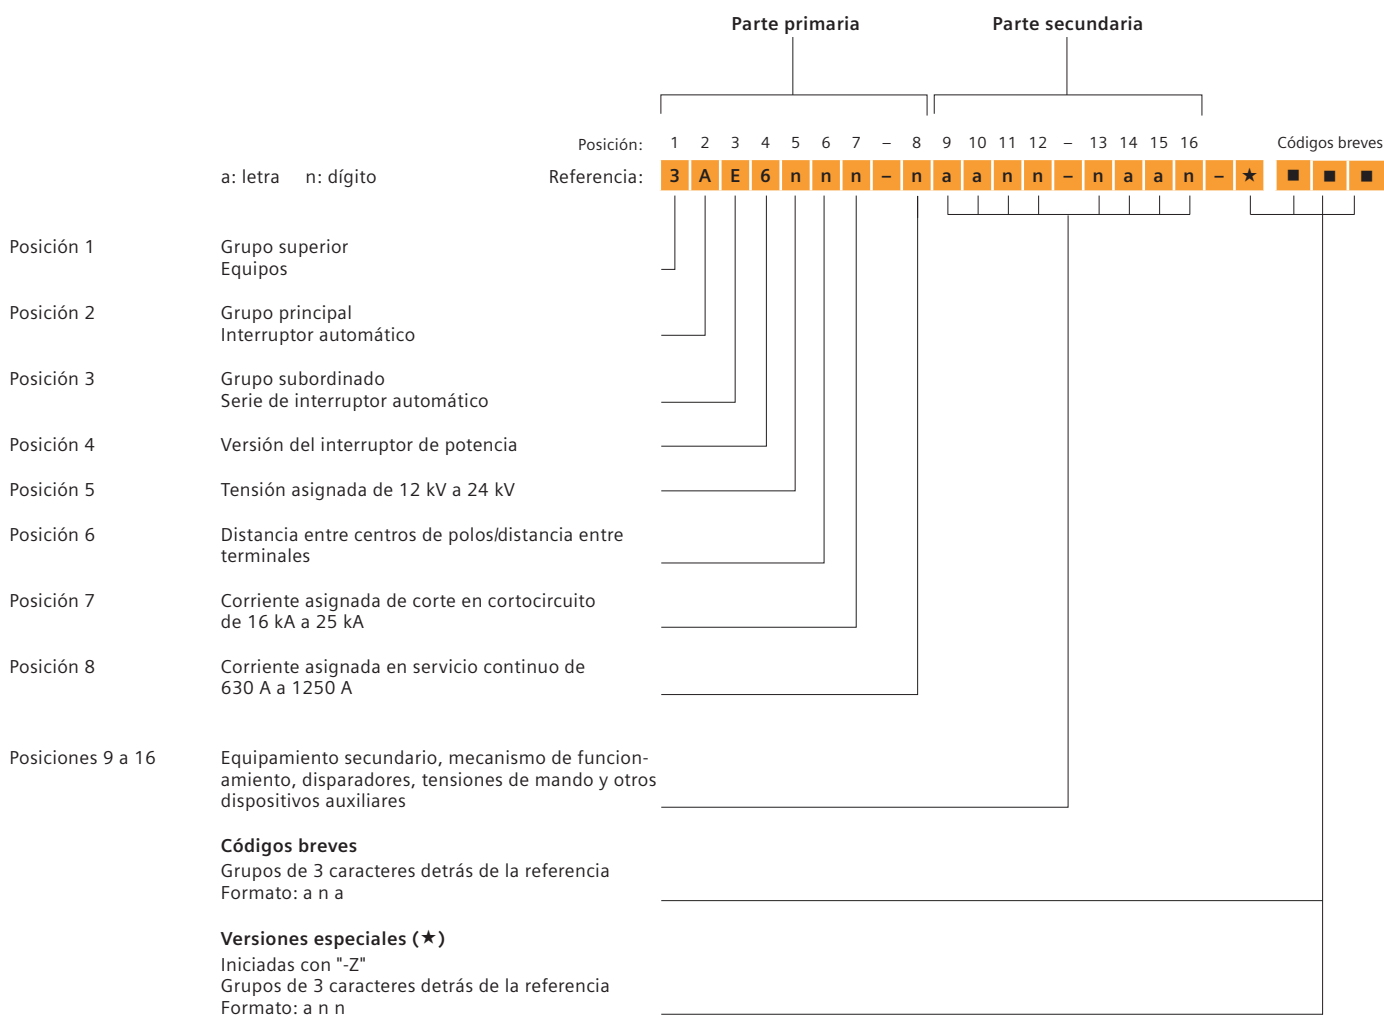 Parte primaria Parte secundaria
Posición: 1 2 3 4 5 6 7 – 8 9 10 11 12 – 13 14 15 16 Códigos breves
a: letra n: dígito Referencia: 3 A E 6 n n n – n a a n n – n a a n – ★ ■ ■ ■
Posición 1 Grupo superior
Equipos
Posición 2 Grupo principal
Interruptor automático
Posición 3 Grupo subordinado
Serie de interruptor automático
Posición 4 Versión del interruptor de potencia
Posición 5 Tensión asignada de 12 kV a 24 kV
Posición 6 Distancia entre centros de polos/distancia entre
terminales
Posición 7 Corriente asignada de corte en cortocircuito
de 16 kA a 25 kA
Posición 8 Corriente asignada en servicio continuo de
630 A a 1250 A
Posiciones 9 a 16 Equipamiento secundario, mecanismo de funcion-
amiento, disparadores, tensiones de mando y otros
dispositivos auxiliares
Códigos breves
Grupos de 3 caracteres detrás de la referencia
Formato: a n a
Versiones especiales (★)
Iniciadas con "-Z"
Grupos de 3 caracteres detrás de la referencia
Formato: a n n